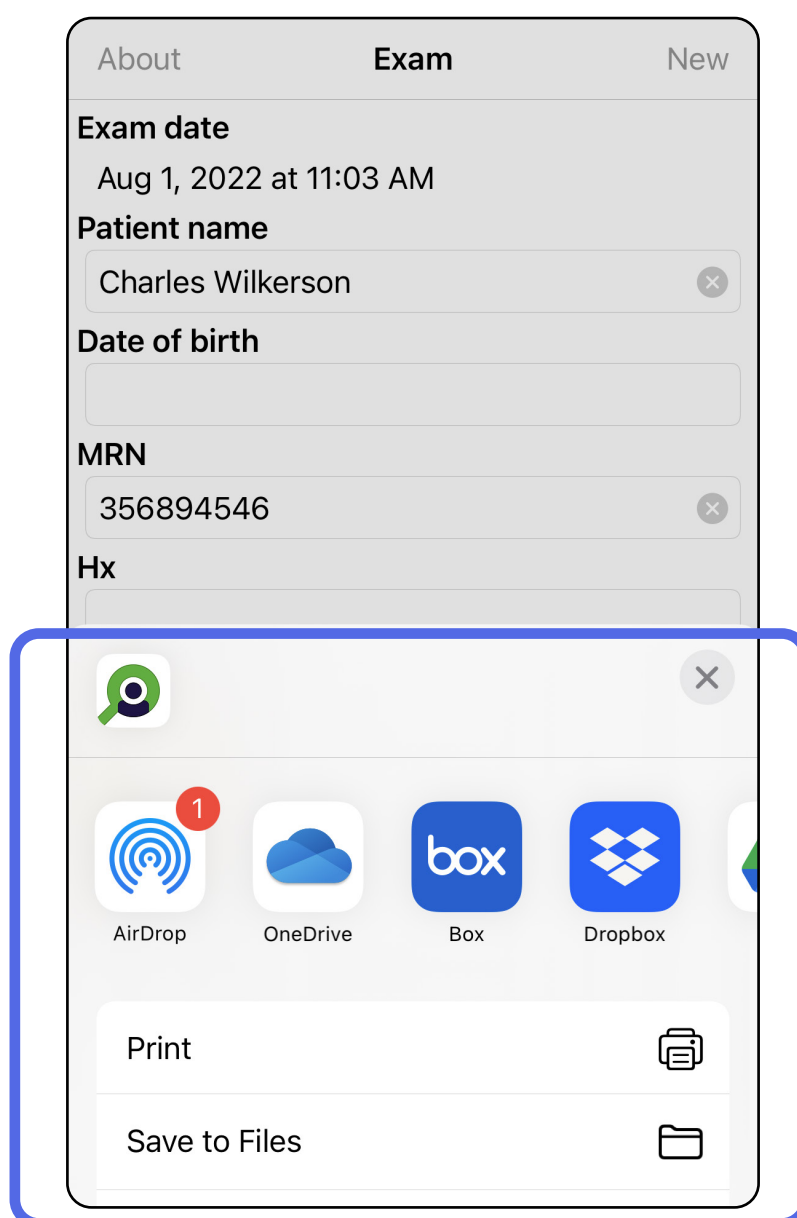 About Exam New
Exam date
Aug 1, 2022 at 11:03 AM
Patient name
Charles Wilkerson
Date of birth
MRN
356894546
Hx
1
box
AirDrop OneDrive Box Dropbox
Print
Save to Files